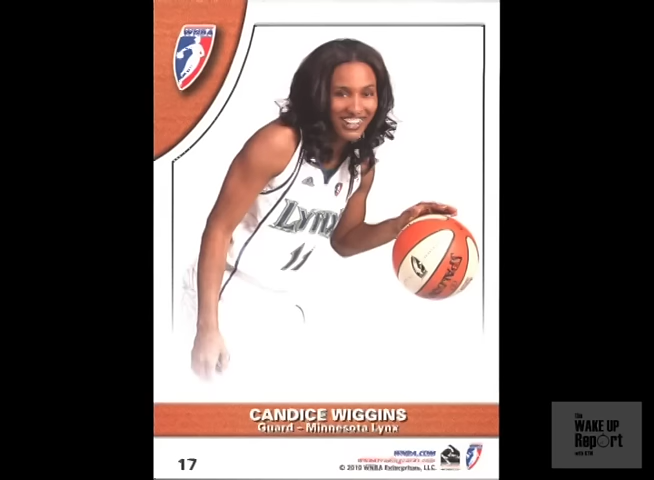 WNBA
LYNX
11
SPALDING
CANDICE WIGGINS
Guard – Minnesota Lynx
17
WNBA.COM
© 2010 WNBA Enterprises, LLC.
The
WAKE UP
Report